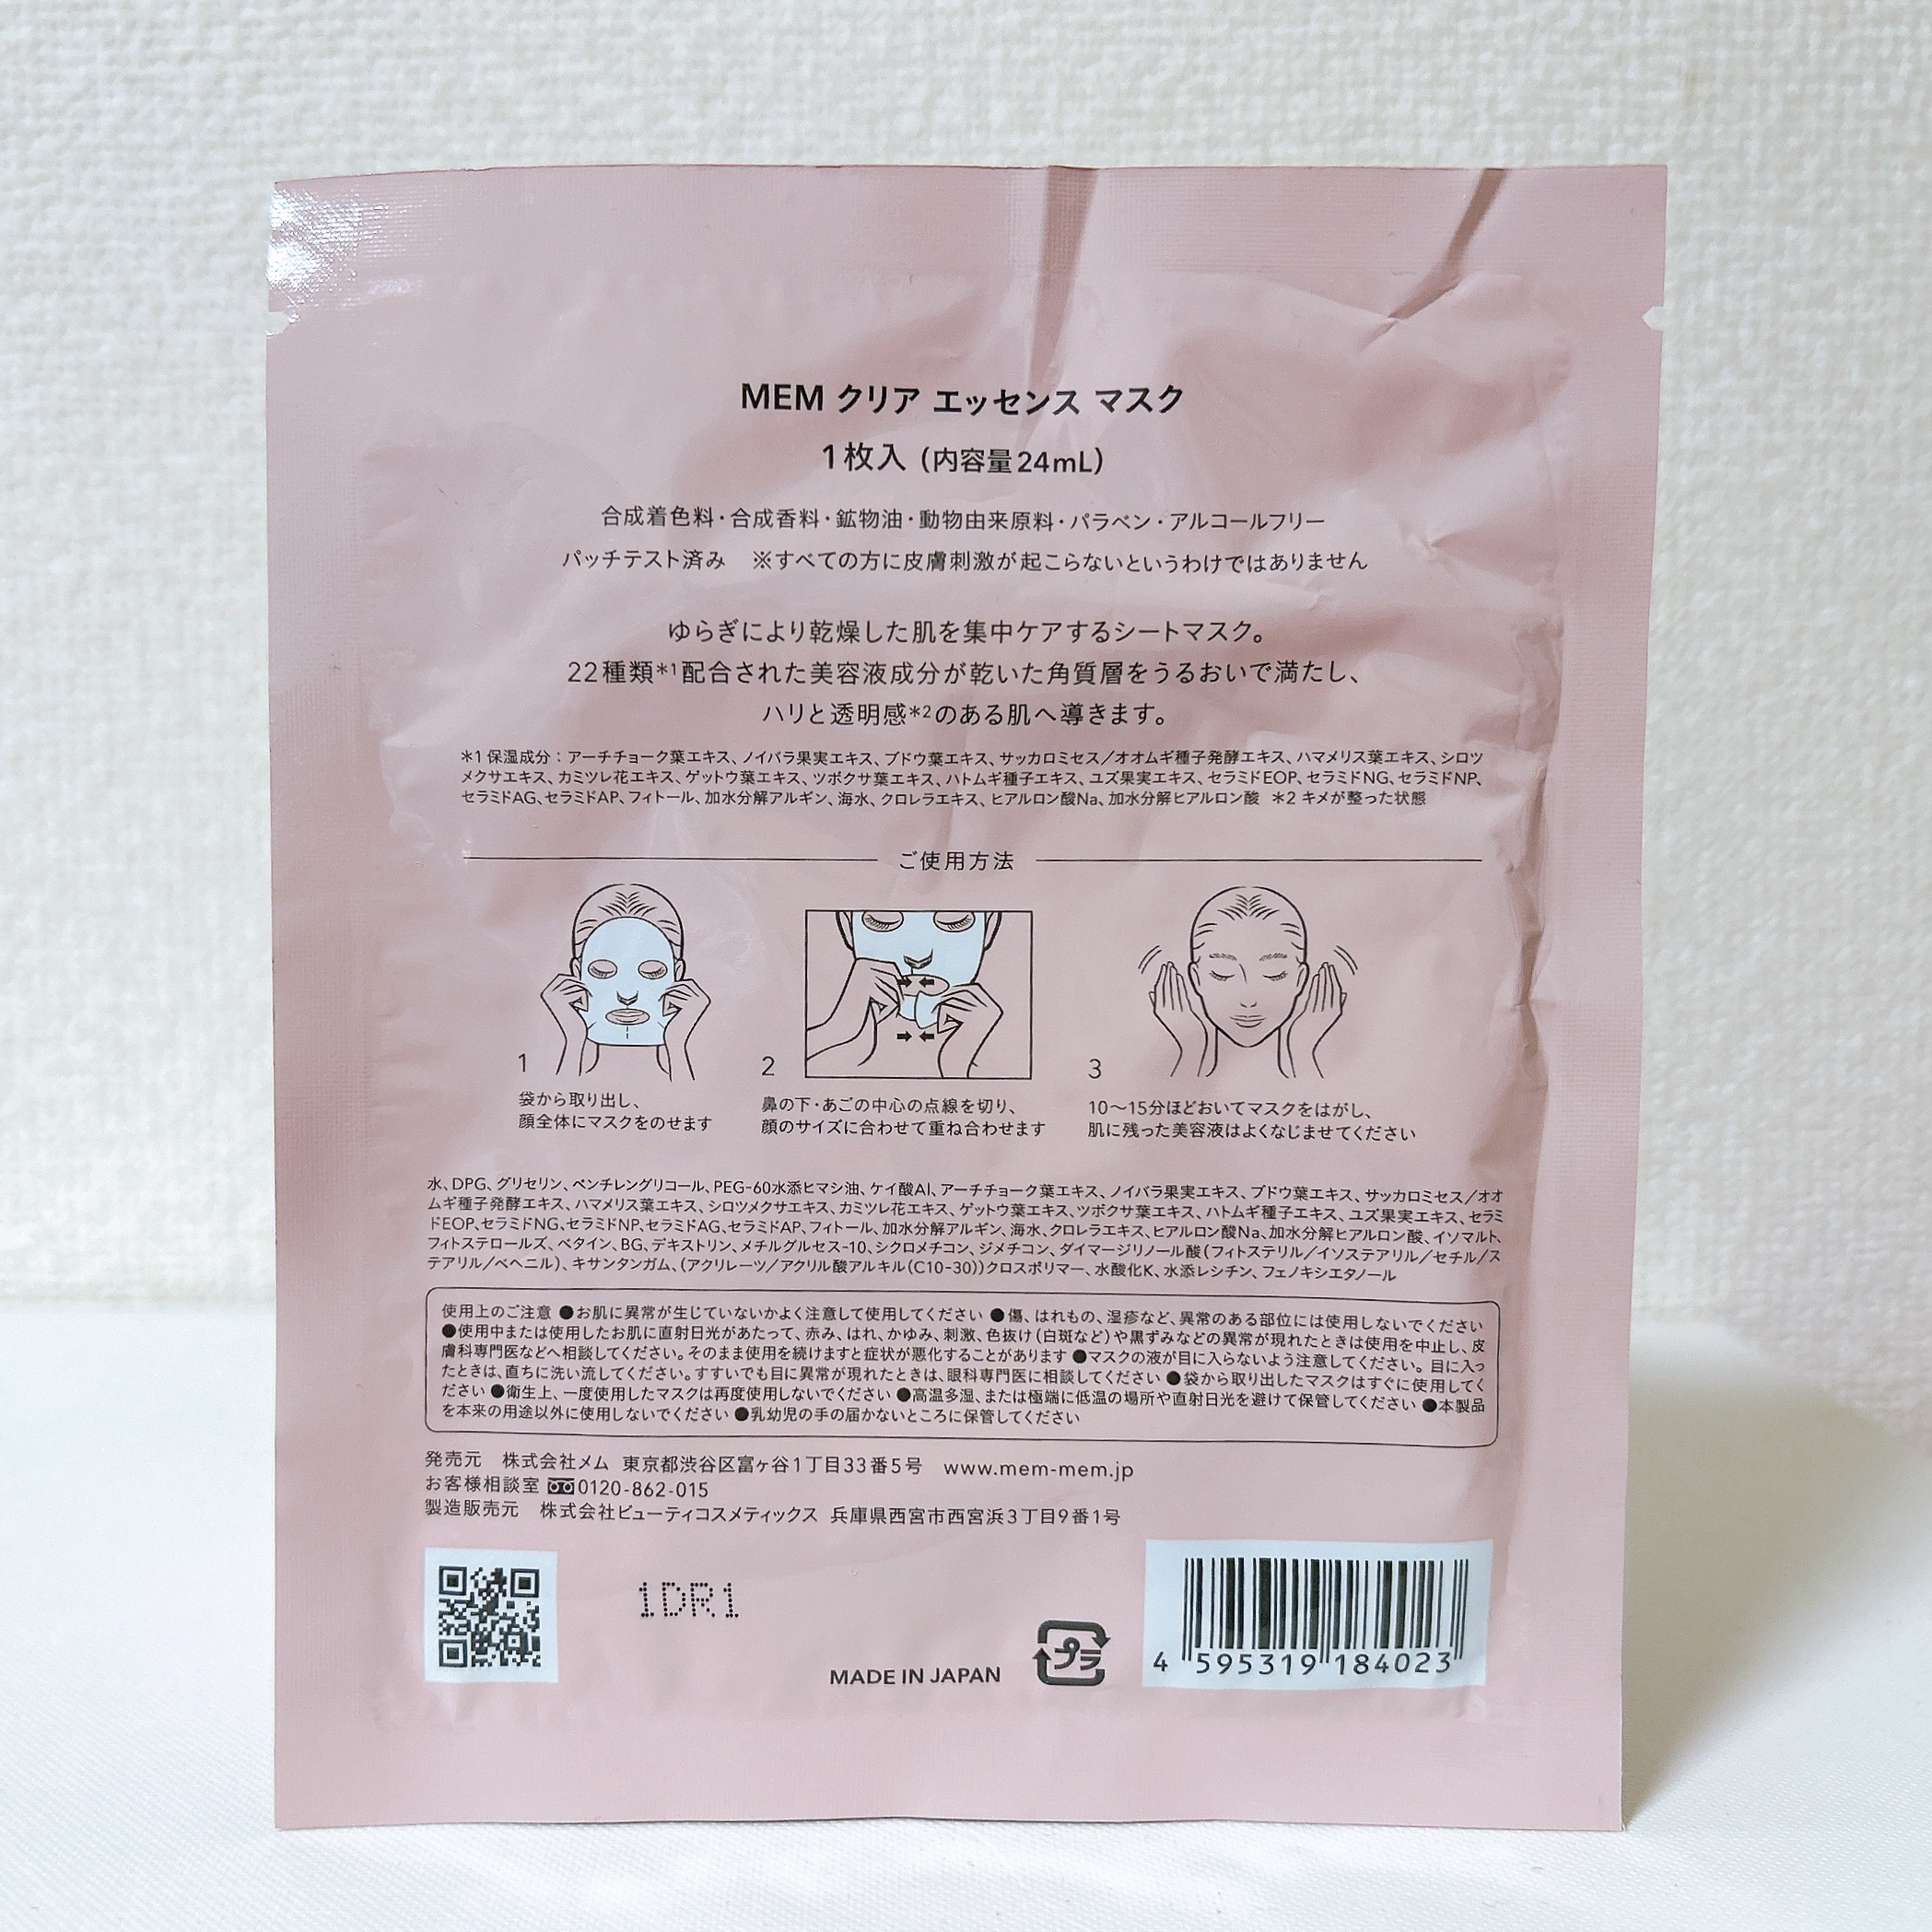 MEM クリア エッセンス マスク
1枚入 (内容量24mL)
合成着色料・合成香料・鉱物油・動物由来原料・パラベン・アルコールフリー
パッチテスト済み ※すべての方に皮膚刺激が起こらないというわけではありません
ゆらぎにより乾燥した肌を集中ケアするシートマスク。
22種類*1配合された美容液成分が乾いた角質層をうるおいで満たし、
ハリと透明感*2のある肌へ導きます。
*1 保湿成分：アーチチョーク葉エキス、ノイバラ果実エキス、ブドウ葉エキス、サッカロミセス／オオムギ種子発酵エキス、ハマメリス葉エキス、シロツ
メクサエキス、カミツレ花エキス、ゲットウ葉エキス、ツボクサ葉エキス、ハトムギ種子エキス、ユズ果実エキス、セラミドEOP、セラミドNG、セラミドNP、
セラミドAG、セラミドAP、フィトール、加水分解アルギン、海水、クロレラエキス、ヒアルロン酸Na、加水分解ヒアルロン酸 *2 キメが整った状態
ご使用方法
1
袋から取り出し、
顔全体にマスクをのせます
2
鼻の下・あごの中心の点線を切り、
顔のサイズに合わせて重ね合わせます
3
10～15分ほどおいてマスクをはがし、
肌に残った美容液はよくなじませてください
水、DPG、グリセリン、ペンチレングリコール、PEG-60水添ヒマシ油、ケイ酸Al、アーチチョーク葉エキス、ノイバラ果実エキス、ブドウ葉エキス、サッカロミセス／オオ
ムギ種子発酵エキス、ハマメリス葉エキス、シロツメクサエキス、カミツレ花エキス、ゲットウ葉エキス、ツボクサ葉エキス、ハトムギ種子エキス、ユズ果実エキス、セラミ
ドEOP、セラミドNG、セラミドNP、セラミドAG、セラミドAP、フィトール、加水分解アルギン、海水、クロレラエキス、ヒアルロン酸Na、加水分解ヒアルロン酸、イソマルト、
フィトステロールズ、ベタイン、BG、デキストリン、メチルグルセス-10、シクロメチコン、ジメチコン、ダイマージリノール酸(フィトステリル／イソステアリル／セチル／ス
テアリル／ベヘニル)、キサンタンガム、(アクリレーツ／アクリル酸アルキル(C10-30))クロスポリマー、水酸化K、水添レシチン、フェノキシエタノール
使用上のご注意 ●お肌に異常が生じていないかよく注意して使用してください ●傷、はれもの、湿疹など、異常のある部位には使用しないでください
●使用中または使用したお肌に直射日光があたって、赤み、はれ、かゆみ、刺激、色抜け(白斑など)や黒ずみなどの異常が現れたときは使用を中止し、皮
膚科専門医などへ相談してください。そのまま使用を続けますと症状が悪化することがあります ●マスクの液が目に入らないよう注意してください。目に入っ
たときは、直ちに洗い流してください。すすいでも目に異常が現れたときは、眼科専門医に相談してください ●袋から取り出したマスクはすぐに使用してく
ださい ●衛生上、一度使用したマスクは再度使用しないでください ●高温多湿、または極端に低温の場所や直射日光を避けて保管してください ●本製品
を本来の用途以外に使用しないでください ●乳幼児の手の届かないところに保管してください
発売元 株式会社メム 東京都渋谷区富ヶ谷1丁目33番5号 www.mem-mem.jp
お客様相談室 0120-862-015
製造販売元 株式会社ビューティコスメティックス 兵庫県西宮市西宮浜3丁目9番1号
1DR1
MADE IN JAPAN
プラ
4 595319 184023